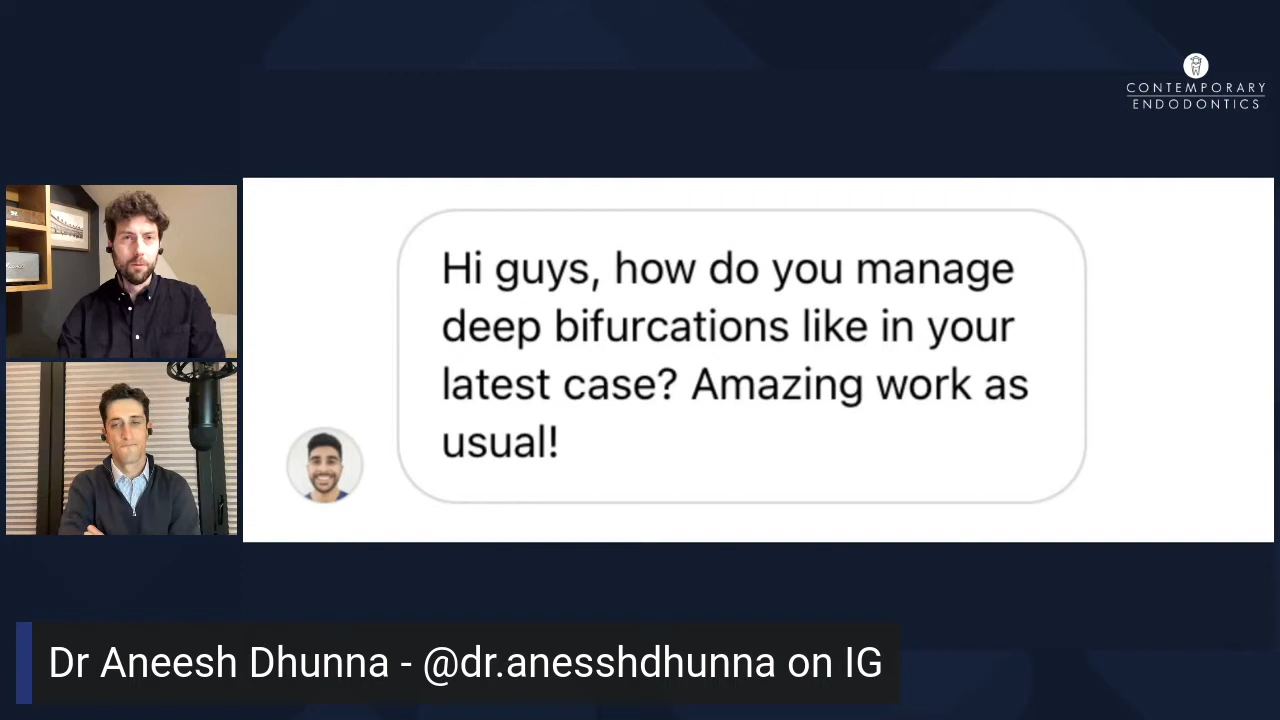 CONTEMPORARY
ENDODONTICS
Hi guys, how do you manage
deep bifurcations like in your
latest case? Amazing work as
usual!
Dr Aneesh Dhunna - @dr.anesshdhunna on IG